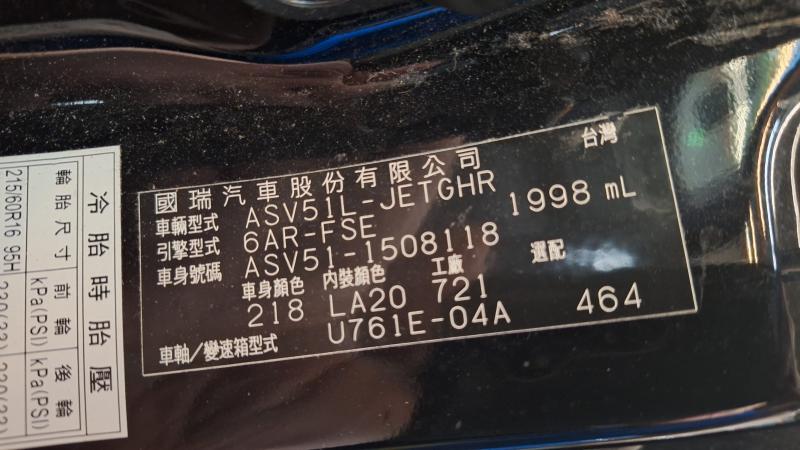 國瑞汽車股份有限公司 台灣
車輛型式 ASV51L-JETGHR
引擎型式 6AR-FSE 1998 mL
車身號碼 ASV51-1508118
車身顏色 內裝顏色 工廠 選配
218 LA20 721 464
車軸/變速箱型式 U761E-04A
冷胎時胎壓
輪胎尺寸 前輪 後輪
kPa(PSI) kPa(PSI)
215/60R16 95H